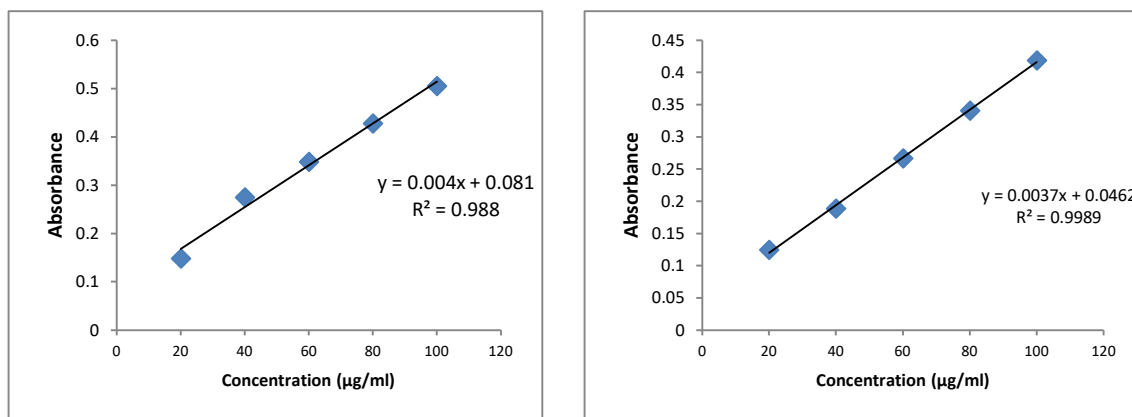 0.6
0.5
0.4
0.3
0.2
0.1
0
Absorbance
y = 0.004x + 0.081
R² = 0.988
0 20 40 60 80 100 120
Concentration (µg/ml)
0.45
0.4
0.35
0.3
0.25
0.2
0.15
0.1
0.05
0
Absorbance
y = 0.0037x + 0.0462
R² = 0.9989
0 20 40 60 80 100 120
Concentration (µg/ml)